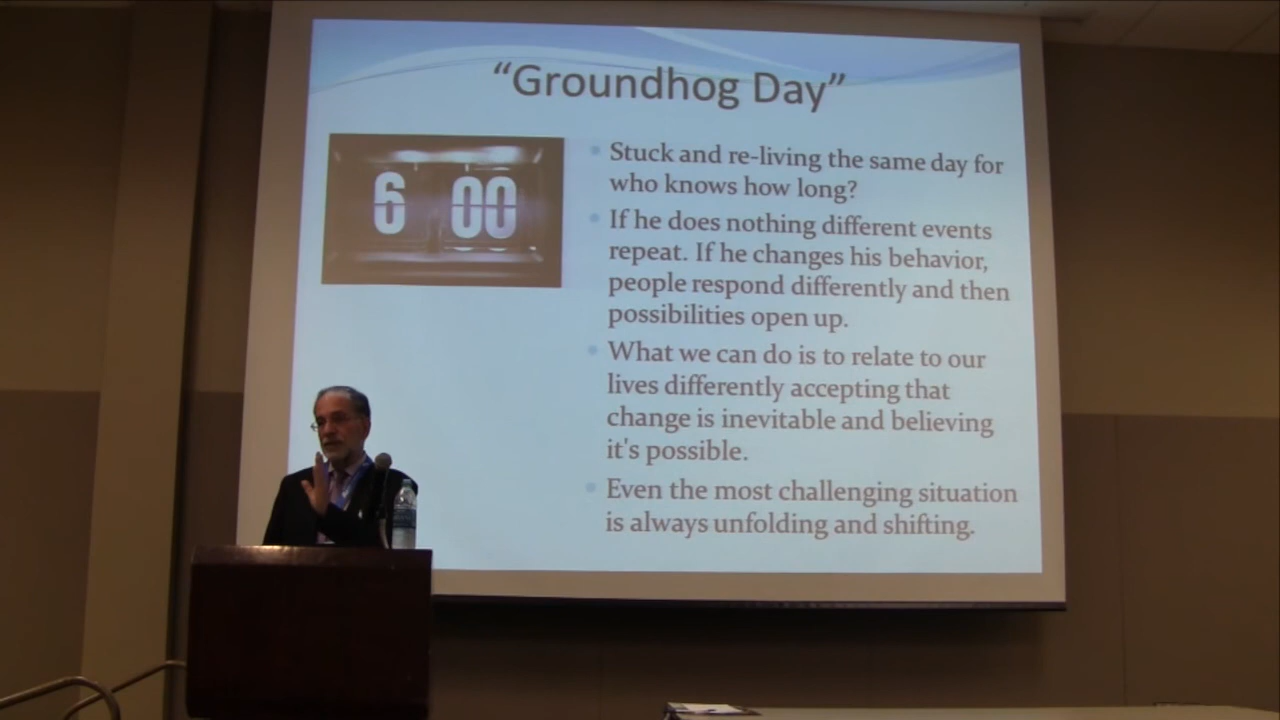 “Groundhog Day”
6 00
Stuck and re-living the same day for
who knows how long?
If he does nothing different events
repeat. If he changes his behavior,
people respond differently and then
possibilities open up.
What we can do is to relate to our
lives differently accepting that
change is inevitable and believing
it's possible.
Even the most challenging situation
is always unfolding and shifting.